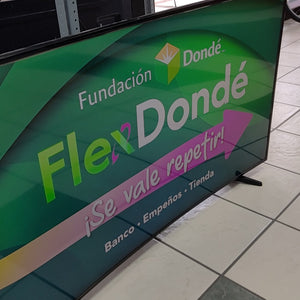 Fundación Dondé
FlexDondé
¡Se vale repetir!
Banco · Empeños · Tienda